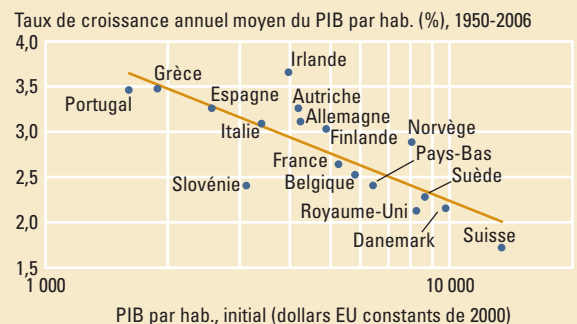 Taux de croissance annuel moyen du PIB par hab. (%), 1950-2006
4,0
Irlande
3,5
Grèce
Portugal
Espagne
Autriche
Allemagne
3,0
Italie
Finlande
Norvège
France
Pays-Bas
2,5
Slovénie
Belgique
Suède
Royaume-Uni
2,0
Danemark
Suisse
1,5
1 000
10 000
PIB par hab., initial (dollars EU constants de 2000)